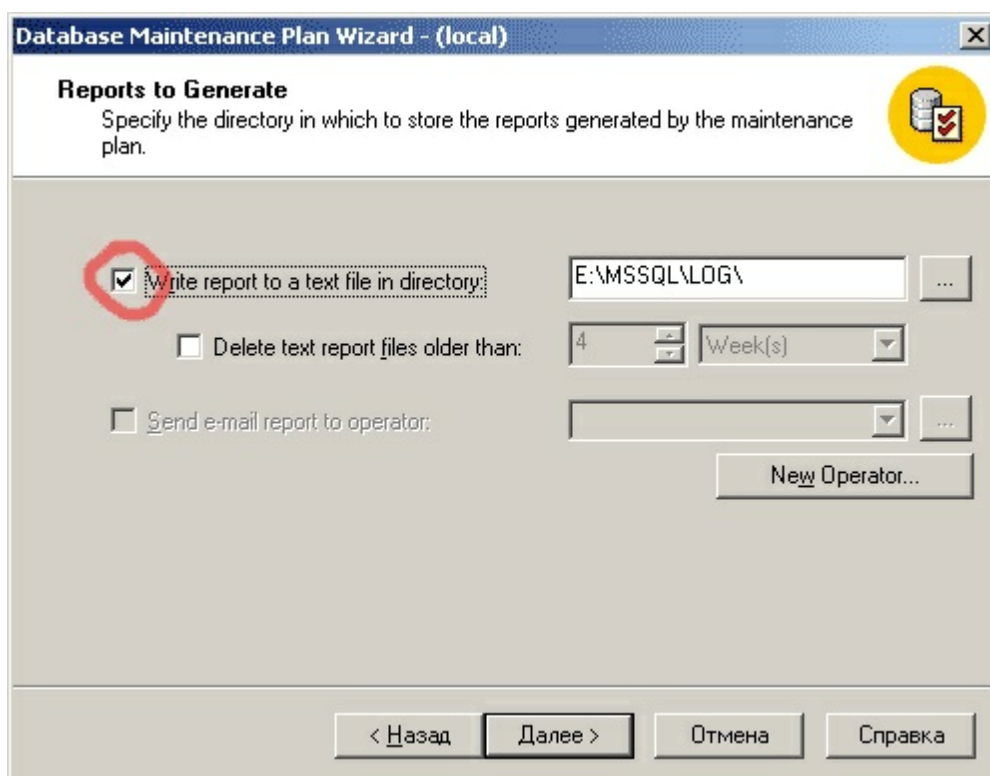 Database Maintenance Plan Wizard - (local)
Reports to Generate
Specify the directory in which to store the reports generated by the maintenance
plan.
Write report to a text file in directory: E:\MSSQL\LOG\ ...
Delete text report files older than: 4 Week(s)
Send e-mail report to operator: ...
New Operator...
< Назад Далее > Отмена Справка